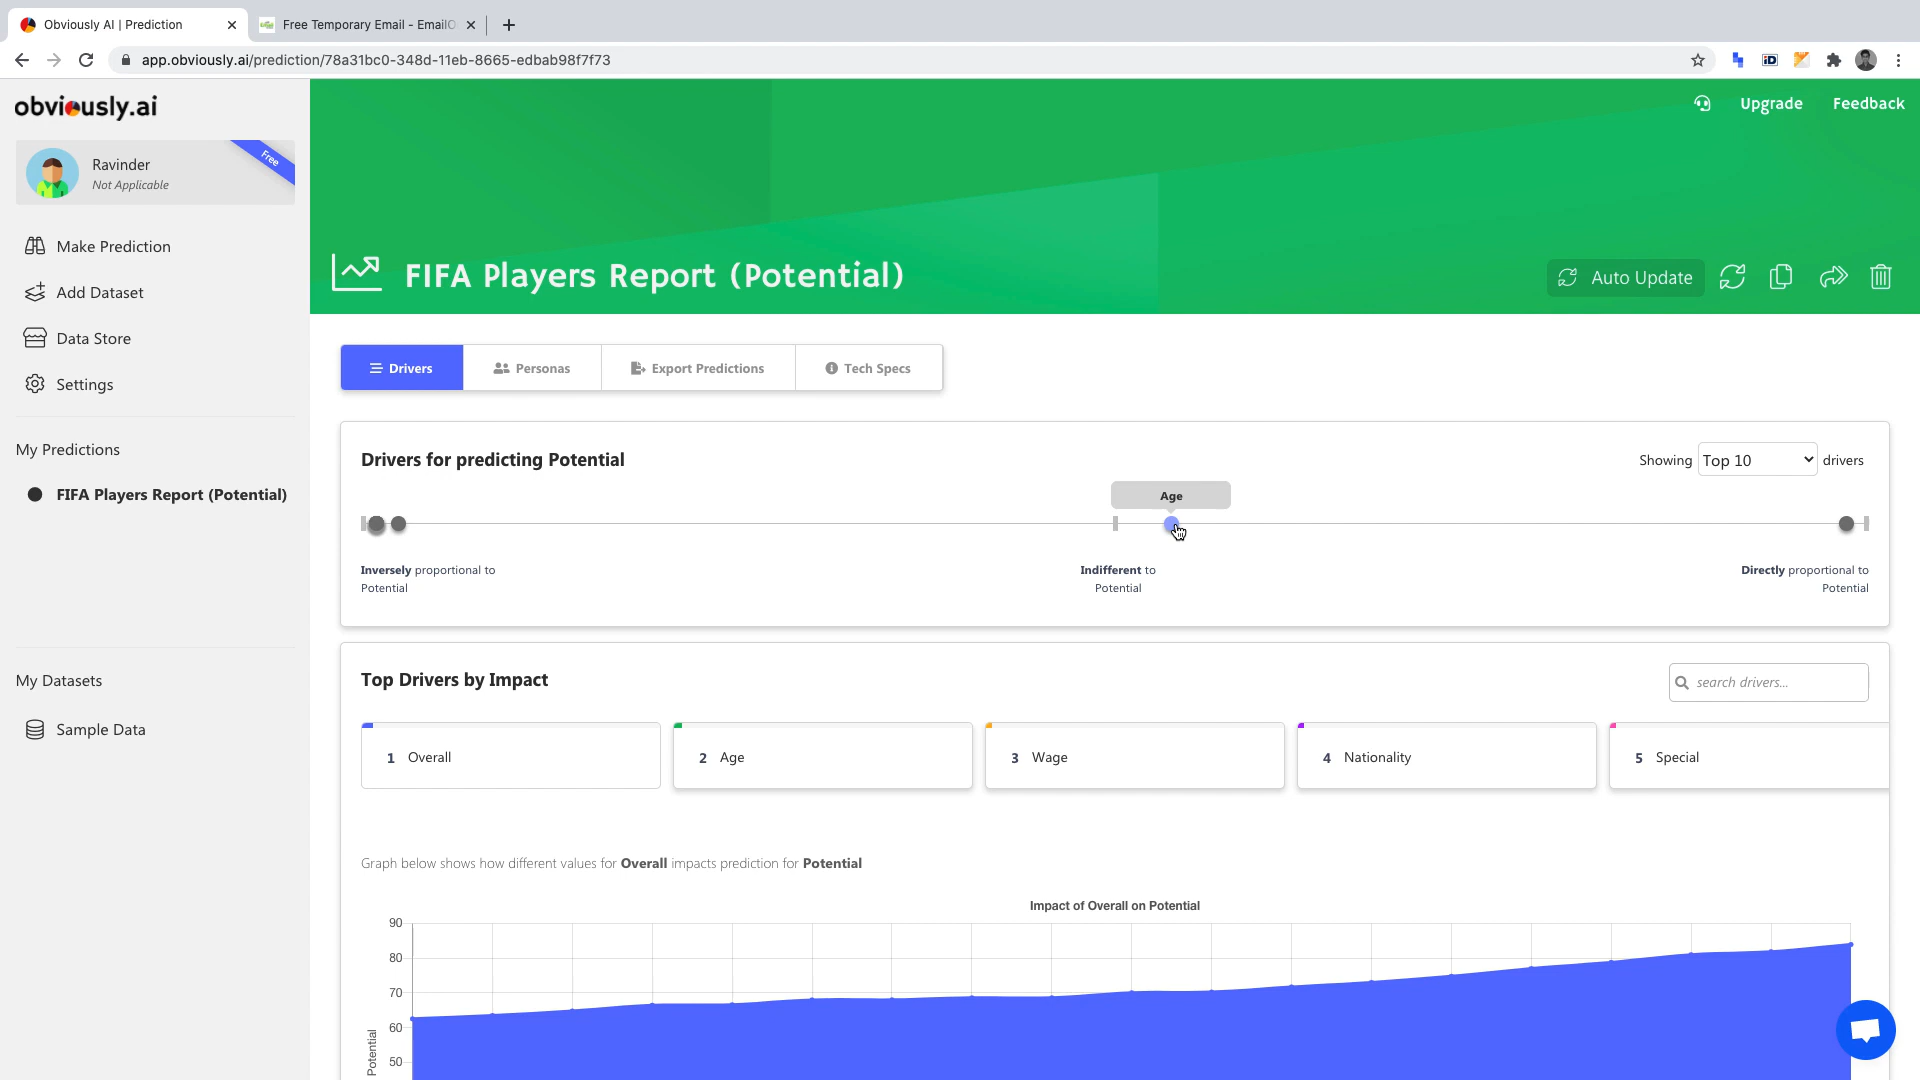 Obviously AI | Prediction
Free Temporary Email - EmailO
app.obviously.ai/prediction/78a31bc0-348d-11eb-8665-edbab98f7f73
iD
obviously.ai
Upgrade
Feedback
Ravinder
Not Applicable
Free
Make Prediction
Add Dataset
Data Store
Settings
My Predictions
FIFA Players Report (Potential)
My Datasets
Sample Data
FIFA Players Report (Potential)
Auto Update
Drivers
Personas
Export Predictions
Tech Specs
Drivers for predicting Potential
Showing Top 10 drivers
Age
Inversely proportional to
Potential
Indifferent to
Potential
Directly proportional to
Potential
Top Drivers by Impact
search drivers...
1 Overall
2 Age
3 Wage
4 Nationality
5 Special
Graph below shows how different values for Overall impacts prediction for Potential
Impact of Overall on Potential
90
80
70
60
50
Potential